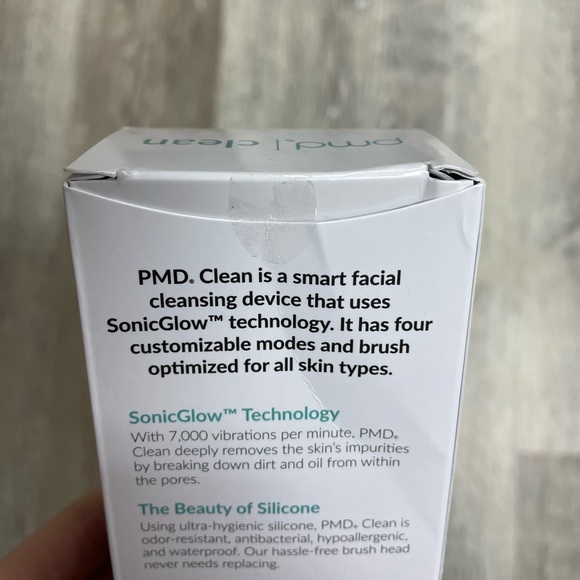 pmd. | clean
PMD. Clean is a smart facial
cleansing device that uses
SonicGlow™ technology. It has four
customizable modes and brush
optimized for all skin types.
SonicGlow™ Technology
With 7,000 vibrations per minute, PMD.
Clean deeply removes the skin's impurities
by breaking down dirt and oil from within
the pores.
The Beauty of Silicone
Using ultra-hygienic silicone, PMD. Clean is
odor-resistant, antibacterial, hypoallergenic,
and waterproof. Our hassle-free brush head
never needs replacing.